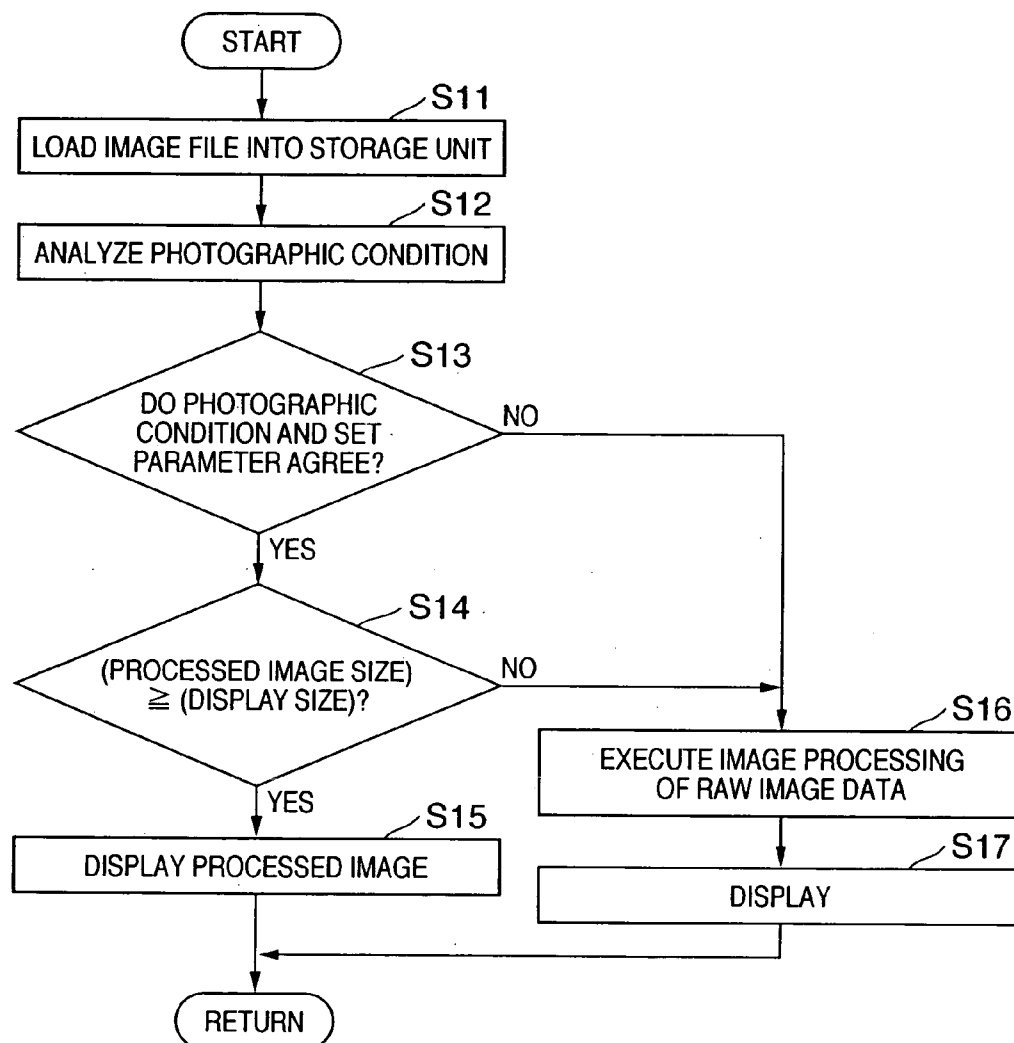 START
S11
LOAD IMAGE FILE INTO STORAGE UNIT
S12
ANALYZE PHOTOGRAPHIC CONDITION
S13
DO PHOTOGRAPHIC
CONDITION AND SET
PARAMETER AGREE?
NO
YES
S14
(PROCESSED IMAGE SIZE)
≧ (DISPLAY SIZE)?
NO
YES
S15
DISPLAY PROCESSED IMAGE
S16
EXECUTE IMAGE PROCESSING
OF RAW IMAGE DATA
S17
DISPLAY
RETURN